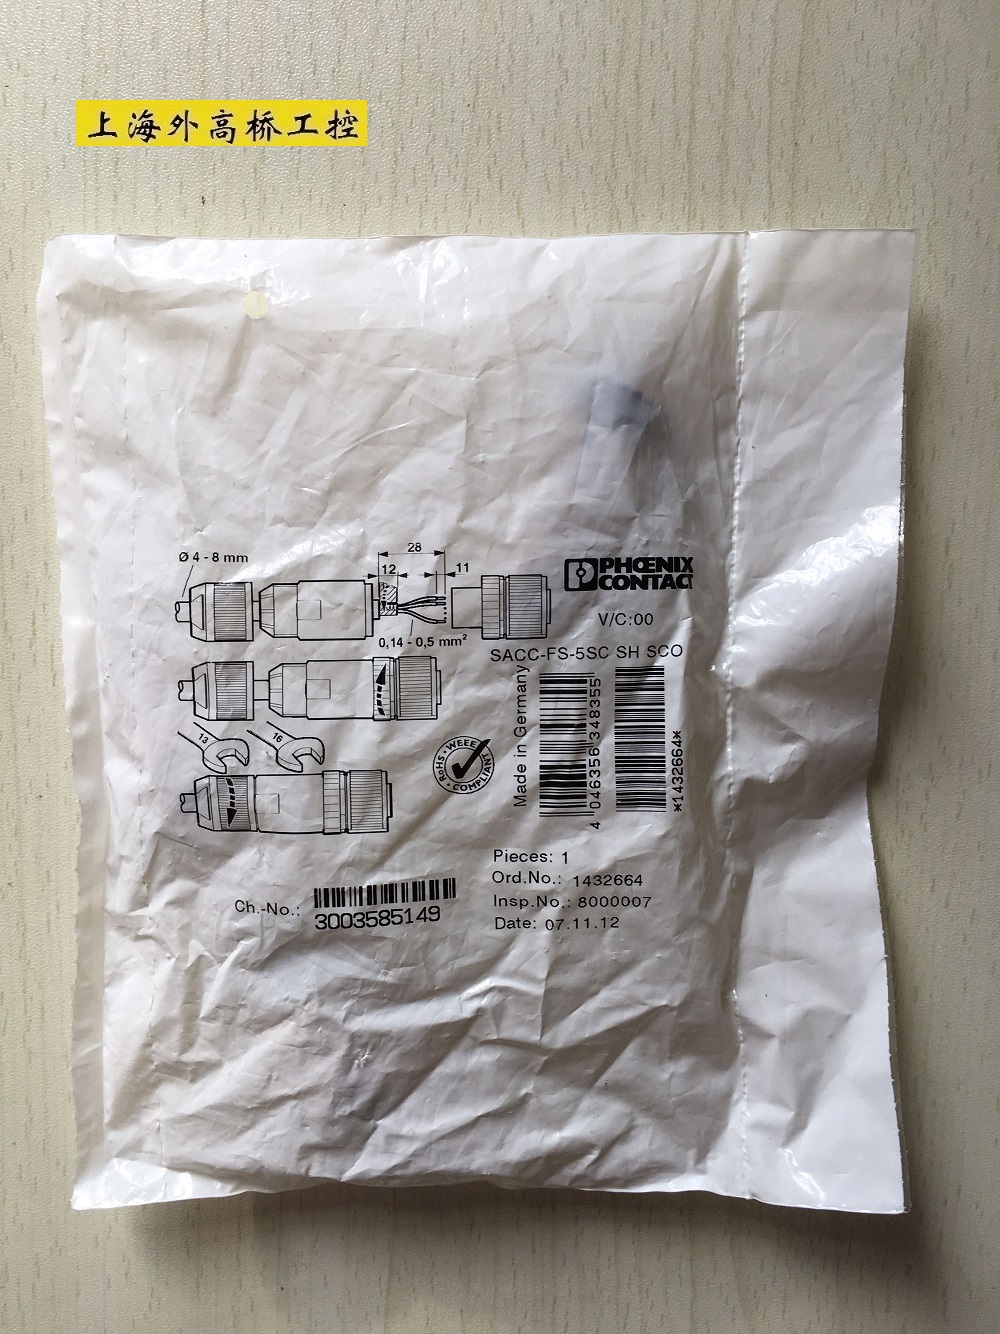 上海外高桥工控
Ø 4 - 8 mm
28
12
11
0,14 - 0,5 mm²
13
16
PHOENIX
CONTACT
V/C:00
SACC-FS-5SC SH SCO
Made in Germany
4 046356 348355
*1432664*
RoHS · WEEE · COMPLIANT
Pieces: 1
Ord.No.: 1432664
Insp.No.: 8000007
Date: 07.11.12
Ch.-No.: 3003585149